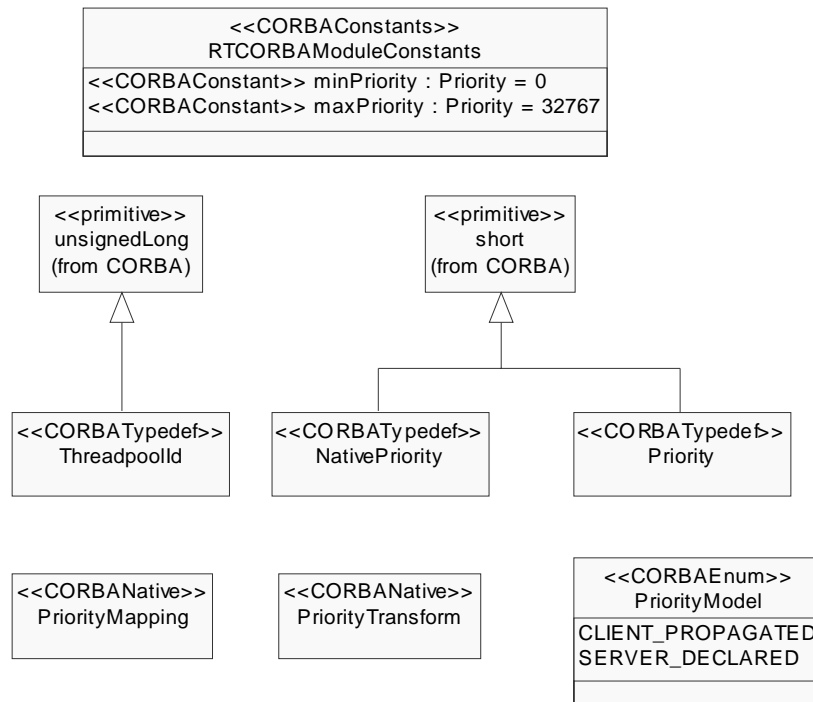 <<CORBAConstants>>
RTCORBAModuleConstants
<<CORBAConstant>> minPriority : Priority = 0
<<CORBAConstant>> maxPriority : Priority = 32767
<<primitive>>
unsignedLong
(from CORBA)
<<primitive>>
short
(from CORBA)
<<CORBATypedef>>
ThreadpoolId
<<CORBATypedef>>
NativePriority
<<CORBATypedef>>
Priority
<<CORBANative>>
PriorityMapping
<<CORBANative>>
PriorityTransform
<<CORBAEnum>>
PriorityModel
CLIENT_PROPAGATED
SERVER_DECLARED